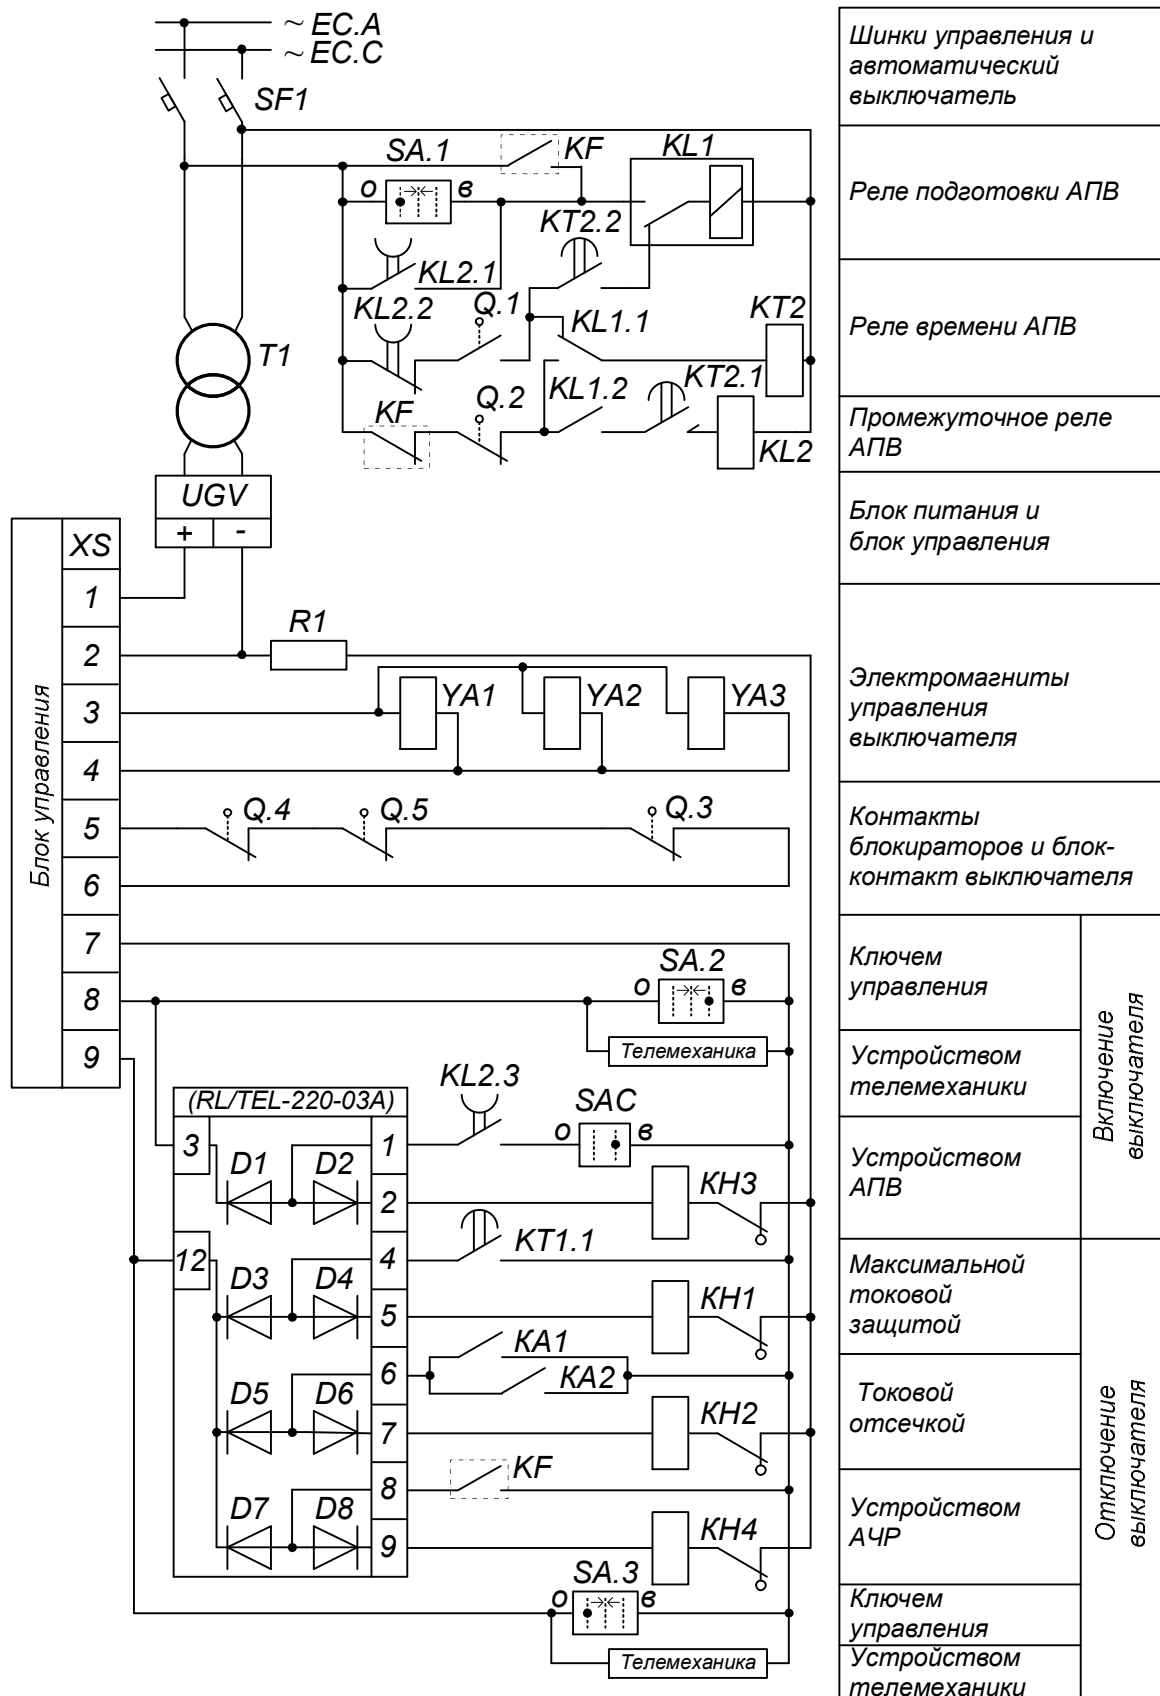 ~ EC.A
~ EC.C
SF1
Шинки управления и
автоматический
выключатель
SA.1
KF
KL1
о
в
KT2.2
KL2.1
Реле подготовки АПВ
KL2.2
Q.1
KL1.1
KT2
T1
Реле времени АПВ
KF
Q.2
KL1.2
KT2.1
KL2
Промежуточное реле
АПВ
UGV
+
-
Блок питания и
блок управления
Блок управления
XS
1
2
3
4
5
6
7
8
9
R1
YA1
YA2
YA3
Электромагниты
управления
выключателя
Q.4
Q.5
Q.3
Контакты
блокираторов и блок-
контакт выключателя
SA.2
о
в
Ключем
управления
Телемеханика
Устройством
телемеханики
Включение
выключателя
(RL/TEL-220-03A)
3
D1
D2
1
2
KL2.3
SAC
о
в
КН3
Устройством
АПВ
12
D3
D4
4
5
KT1.1
КН1
Максимальной
токовой
защитой
D5
D6
6
7
КА1
КА2
КН2
Токовой
отсечкой
D7
D8
8
9
KF
КН4
Устройством
АЧР
Отключение
выключателя
SA.3
о
в
Ключем
управления
Телемеханика
Устройством
телемеханики